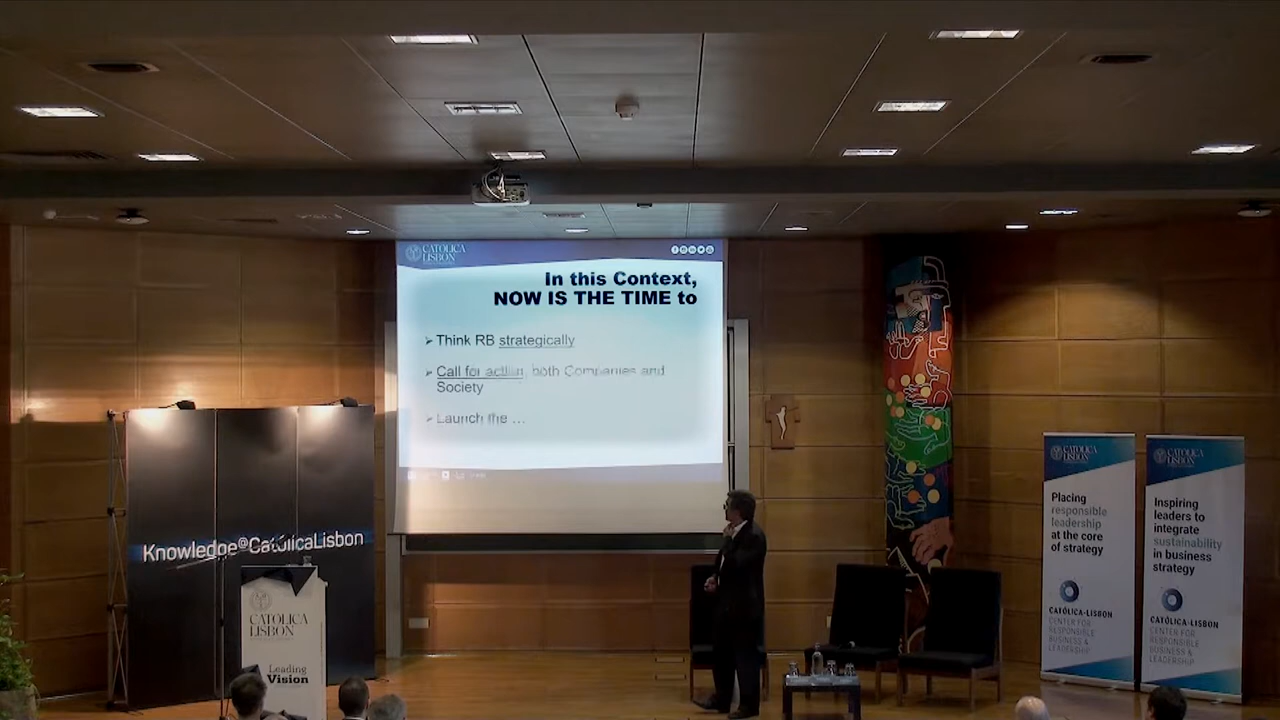 CATÓLICA
LISBON
In this Context,
NOW IS THE TIME to
➢ Think RB strategically
➢ Call for action, both Companies and
Society
➢ Launch the ...
Knowledge@CatólicaLisbon
CATÓLICA
LISBON
Leading
Vision
CATÓLICA
LISBON
Placing
responsible
leadership
at the core
of strategy
CATÓLICA-LISBON
CENTER FOR
RESPONSIBLE
BUSINESS &
LEADERSHIP
CATÓLICA
LISBON
Inspiring
leaders to
integrate
sustainability
in business
strategy
CATÓLICA-LISBON
CENTER FOR
RESPONSIBLE
BUSINESS &
LEADERSHIP